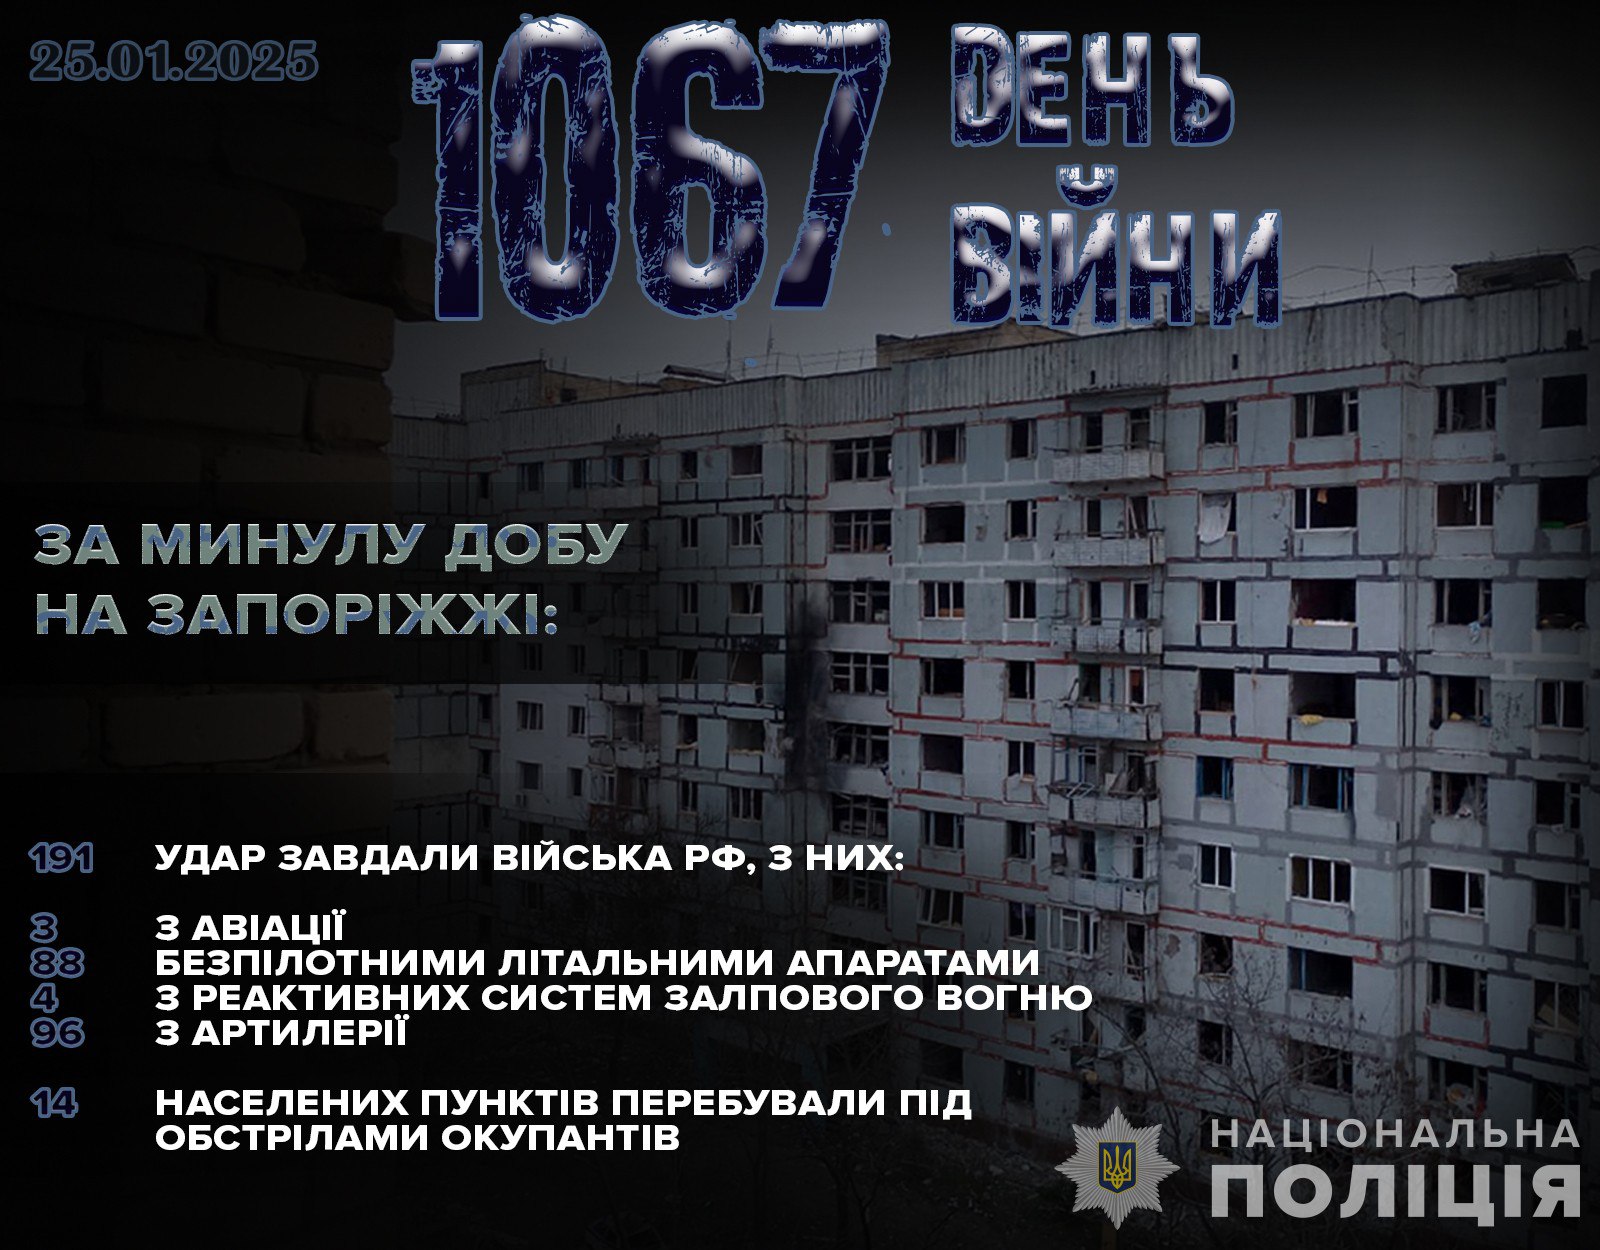 25.01.2025
1067 ДЕНЬ
ВІЙНИ
ЗА МИНУЛУ ДОБУ
НА ЗАПОРІЖЖІ:
191 УДАР ЗАВДАЛИ ВІЙСЬКА РФ, З НИХ:
3 З АВІАЦІЇ
88 БЕЗПІЛОТНИМИ ЛІТАЛЬНИМИ АПАРАТАМИ
4 З РЕАКТИВНИХ СИСТЕМ ЗАЛПОВОГО ВОГНЮ
96 З АРТИЛЕРІЇ
14 НАСЕЛЕНИХ ПУНКТІВ ПЕРЕБУВАЛИ ПІД
ОБСТРІЛАМИ ОКУПАНТІВ
НАЦІОНАЛЬНА
ПОЛІЦІЯ